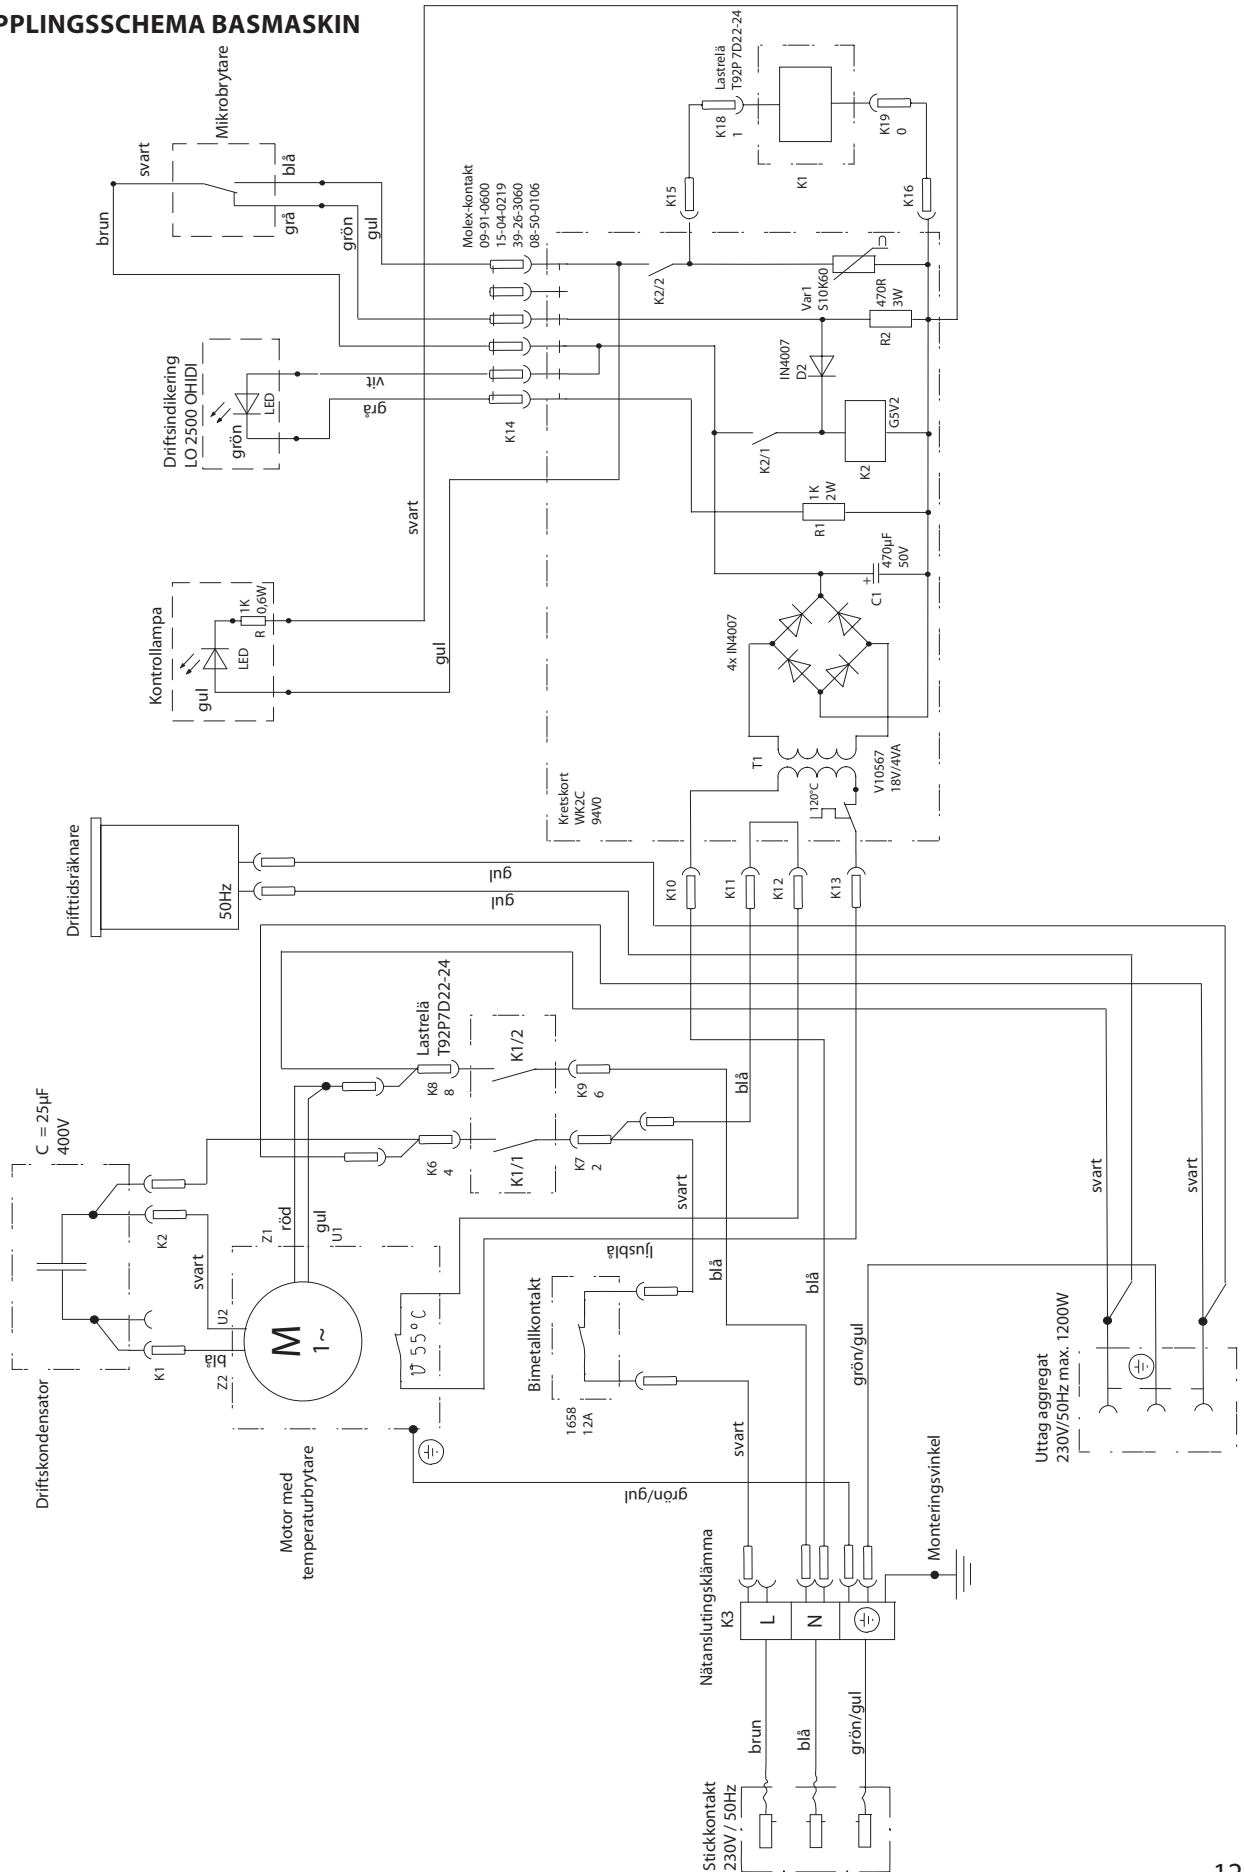 PPLINGSSCHEMA BASMASKIN
Mikrobrytare
svart
brun
blå
grå
grön
gul
Molex-kontakt
09-91-0600
15-04-0219
39-26-3060
08-50-0106
Lastrelä
T92P 7D22-24
K18
1
K19
0
K1
K15
K16
K2/2
Var1
S10K60
U
470R
3W
R2
IN4007
D2
G5V2
K2
K2/1
1K
2W
R1
470µF
50V
+
C1
4x IN4007
Driftsindikering
LO 2500 OHIDI
LED
grön
vit
grå
K14
svart
Kontrollampa
1K
0,6W
R
LED
gul
gul
T1
V10567
18V/4VA
120°C
Kretskort
WK2C
94V0
K10
K11
K12
K13
Drifttidsräknare
50Hz
gul
gul
Lastrelä
T92P7D22-24
K8
8
K1/2
K9
6
K6
4
K1/1
K7
2
blå
svart
C = 25µF
400V
K2
K1
Driftskondensator
svart
blå
Z1
röd
gul
U1
U2
Z2
M
1~
ϑ 55°C
Motor med
temperaturbrytare
ljusblå
Bimetallkontakt
1658
12A
blå
blå
svart
grön/gul
grön/gul
svart
svart
Uttag aggregat
230V/50Hz max. 1200W
Monteringsvinkel
Nätanslutingsklämma
K3
L
N
brun
blå
grön/gul
Stickkontakt
230V / 50Hz
12